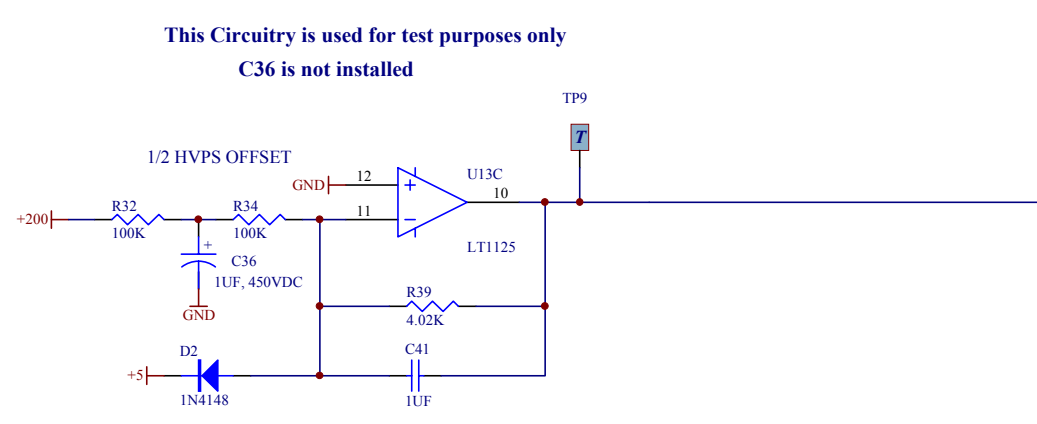 This Circuitry is used for test purposes only
C36 is not installed
TP9
T
1/2 HVPS OFFSET
GND
12
U13C
10
+200
R32
100K
R34
100K
11
+
−
LT1125
+
C36
1UF, 450VDC
GND
R39
4.02K
D2
+5
1N4148
C41
1UF